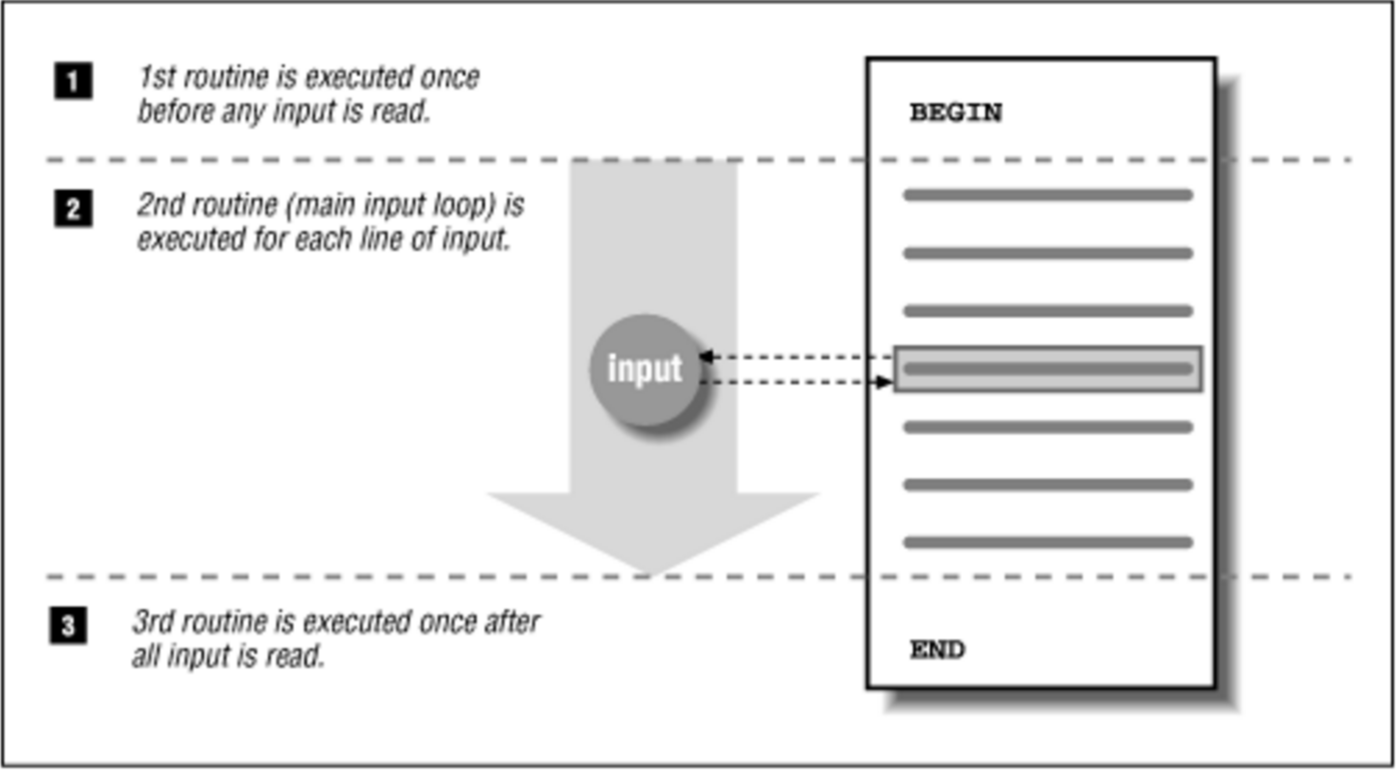 1 1st routine is executed once
before any input is read.
BEGIN
2 2nd routine (main input loop) is
executed for each line of input.
input
3 3rd routine is executed once after
all input is read.
END